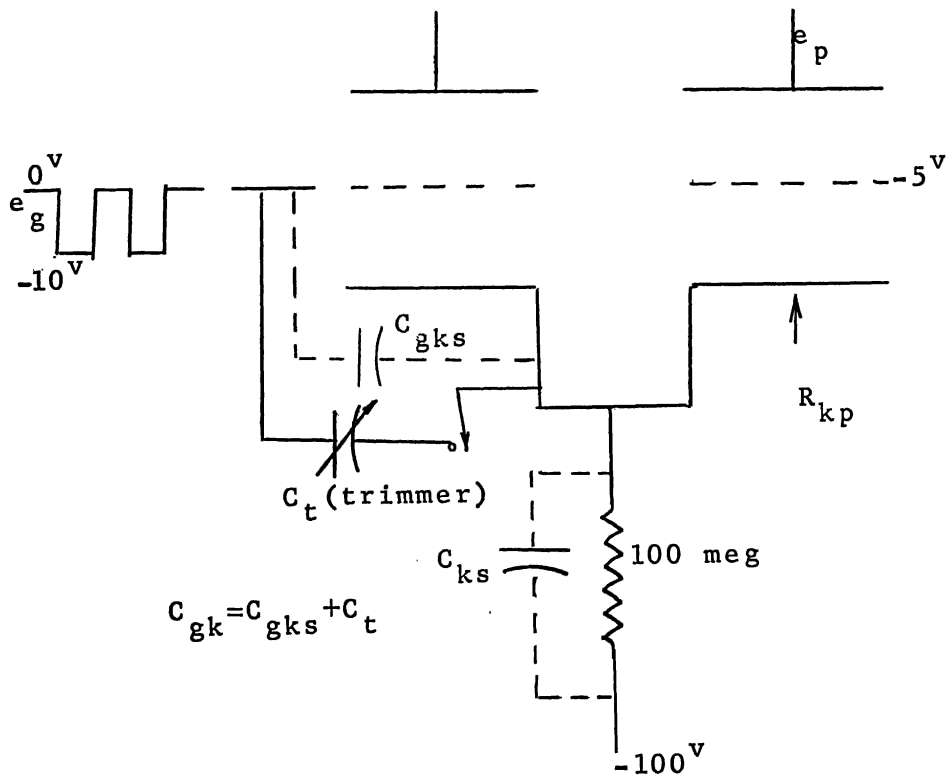 e_p
0^v
-5^v
e_g
-10^v
C_gks
R_kp
C_t (trimmer)
C_ks
100 meg
C_gk=C_gks+C_t
-100^v